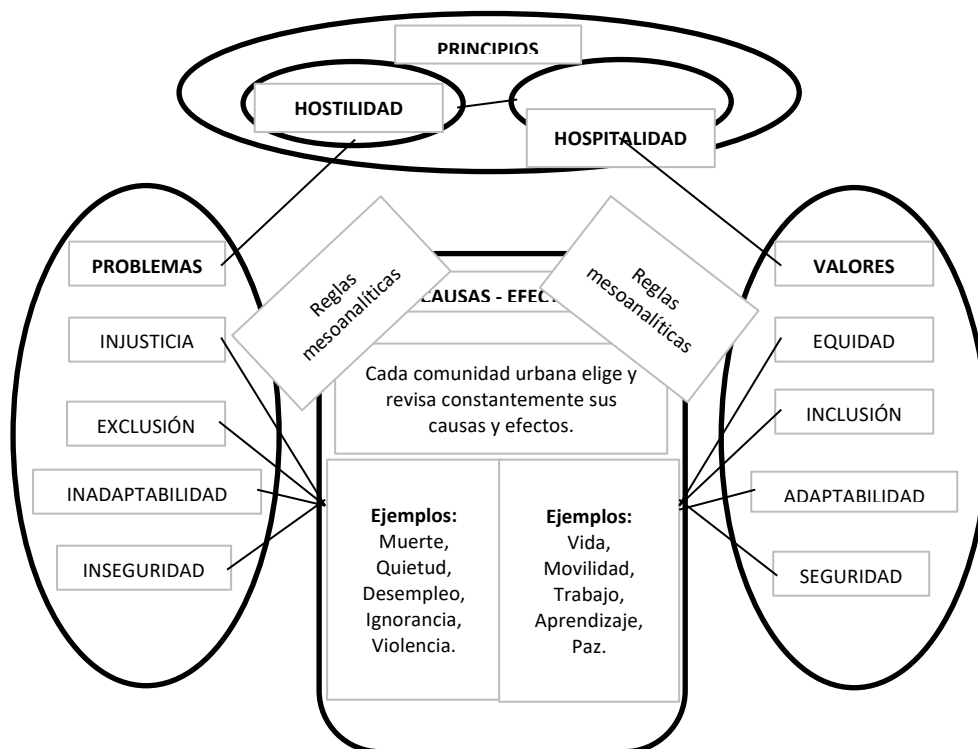 PRINCIPIOS
HOSTILIDAD
HOSPITALIDAD
PROBLEMAS
INJUSTICIA
EXCLUSIÓN
INADAPTABILIDAD
INSEGURIDAD
Reglas
mesoanalíticas
CAUSAS - EFECT
Cada comunidad urbana elige y
revisa constantemente sus
causas y efectos.
Ejemplos:
Muerte,
Quietud,
Desempleo,
Ignorancia,
Violencia.
Ejemplos:
Vida,
Movilidad,
Trabajo,
Aprendizaje,
Paz.
Reglas
mesoanalíticas
VALORES
EQUIDAD
INCLUSIÓN
ADAPTABILIDAD
SEGURIDAD